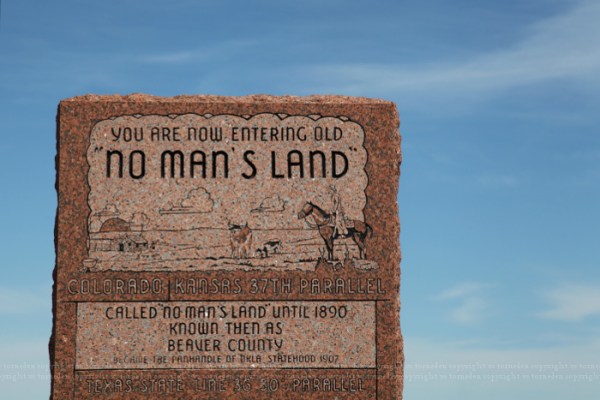 YOU ARE NOW ENTERING OLD
"NO MAN'S LAND"
COLORADO | KANSAS 37TH PARALLEL
CALLED "NO MAN'S LAND" UNTIL 1890
KNOWN THEN AS
BEAVER COUNTY
BECAME THE PANHANDLE OF OKLA. STATEHOOD 1907
TEXAS STATE LINE 36 30' PARALLEL